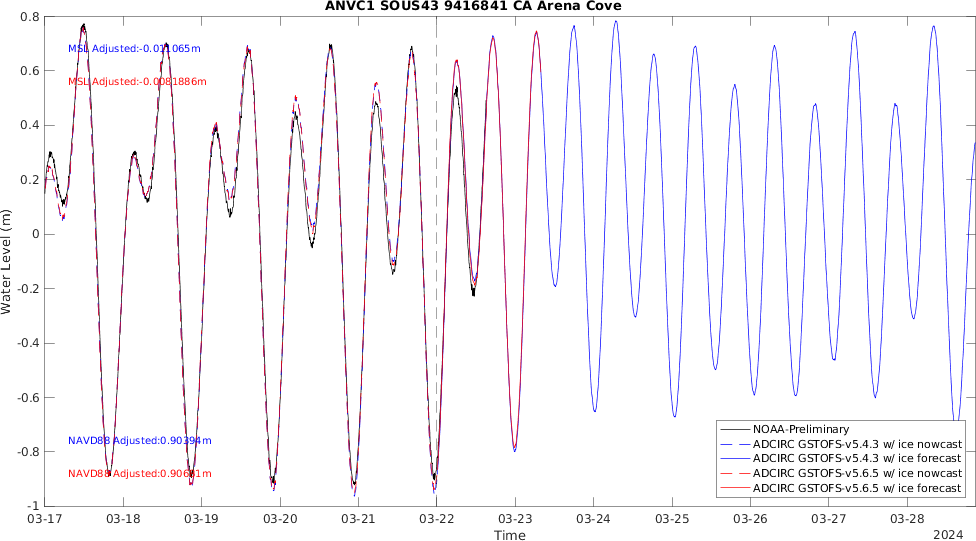 ANVC1 SOUS43 9416841 CA Arena Cove
0.8
0.6
0.4
0.2
0
-0.2
-0.4
-0.6
-0.8
-1
Water Level (m)
MSL Adjusted:-0.011065m
MSL Adjusted:-0.0081886m
NAVD88 Adjusted:0.90394m
NAVD88
NOAA-Preliminary
ADCIRC GSTOFS-v5.4.3 w/ ice nowcast
ADCIRC GSTOFS-v5.4.3 w/ ice forecast
ADCIRC GSTOFS-v5.6.5 w/ ice nowcast
ADCIRC GSTOFS-v5.6.5 w/ ice forecast
03-17 03-18 03-19 03-20 03-21 03-22 03-23 03-24 03-25 03-26 03-27 03-28
Time
2024